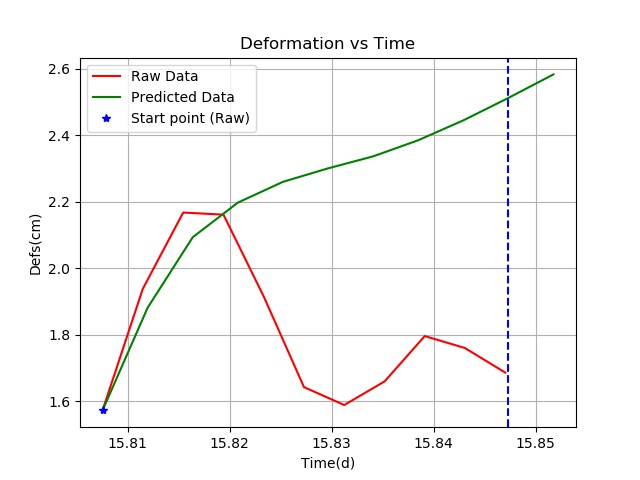 Deformation vs Time
Raw Data
Predicted Data
Start point (Raw)
2.6
2.4
2.2
2.0
1.8
1.6
Defs(cm)
15.81 15.82 15.83 15.84 15.85
Time(d)